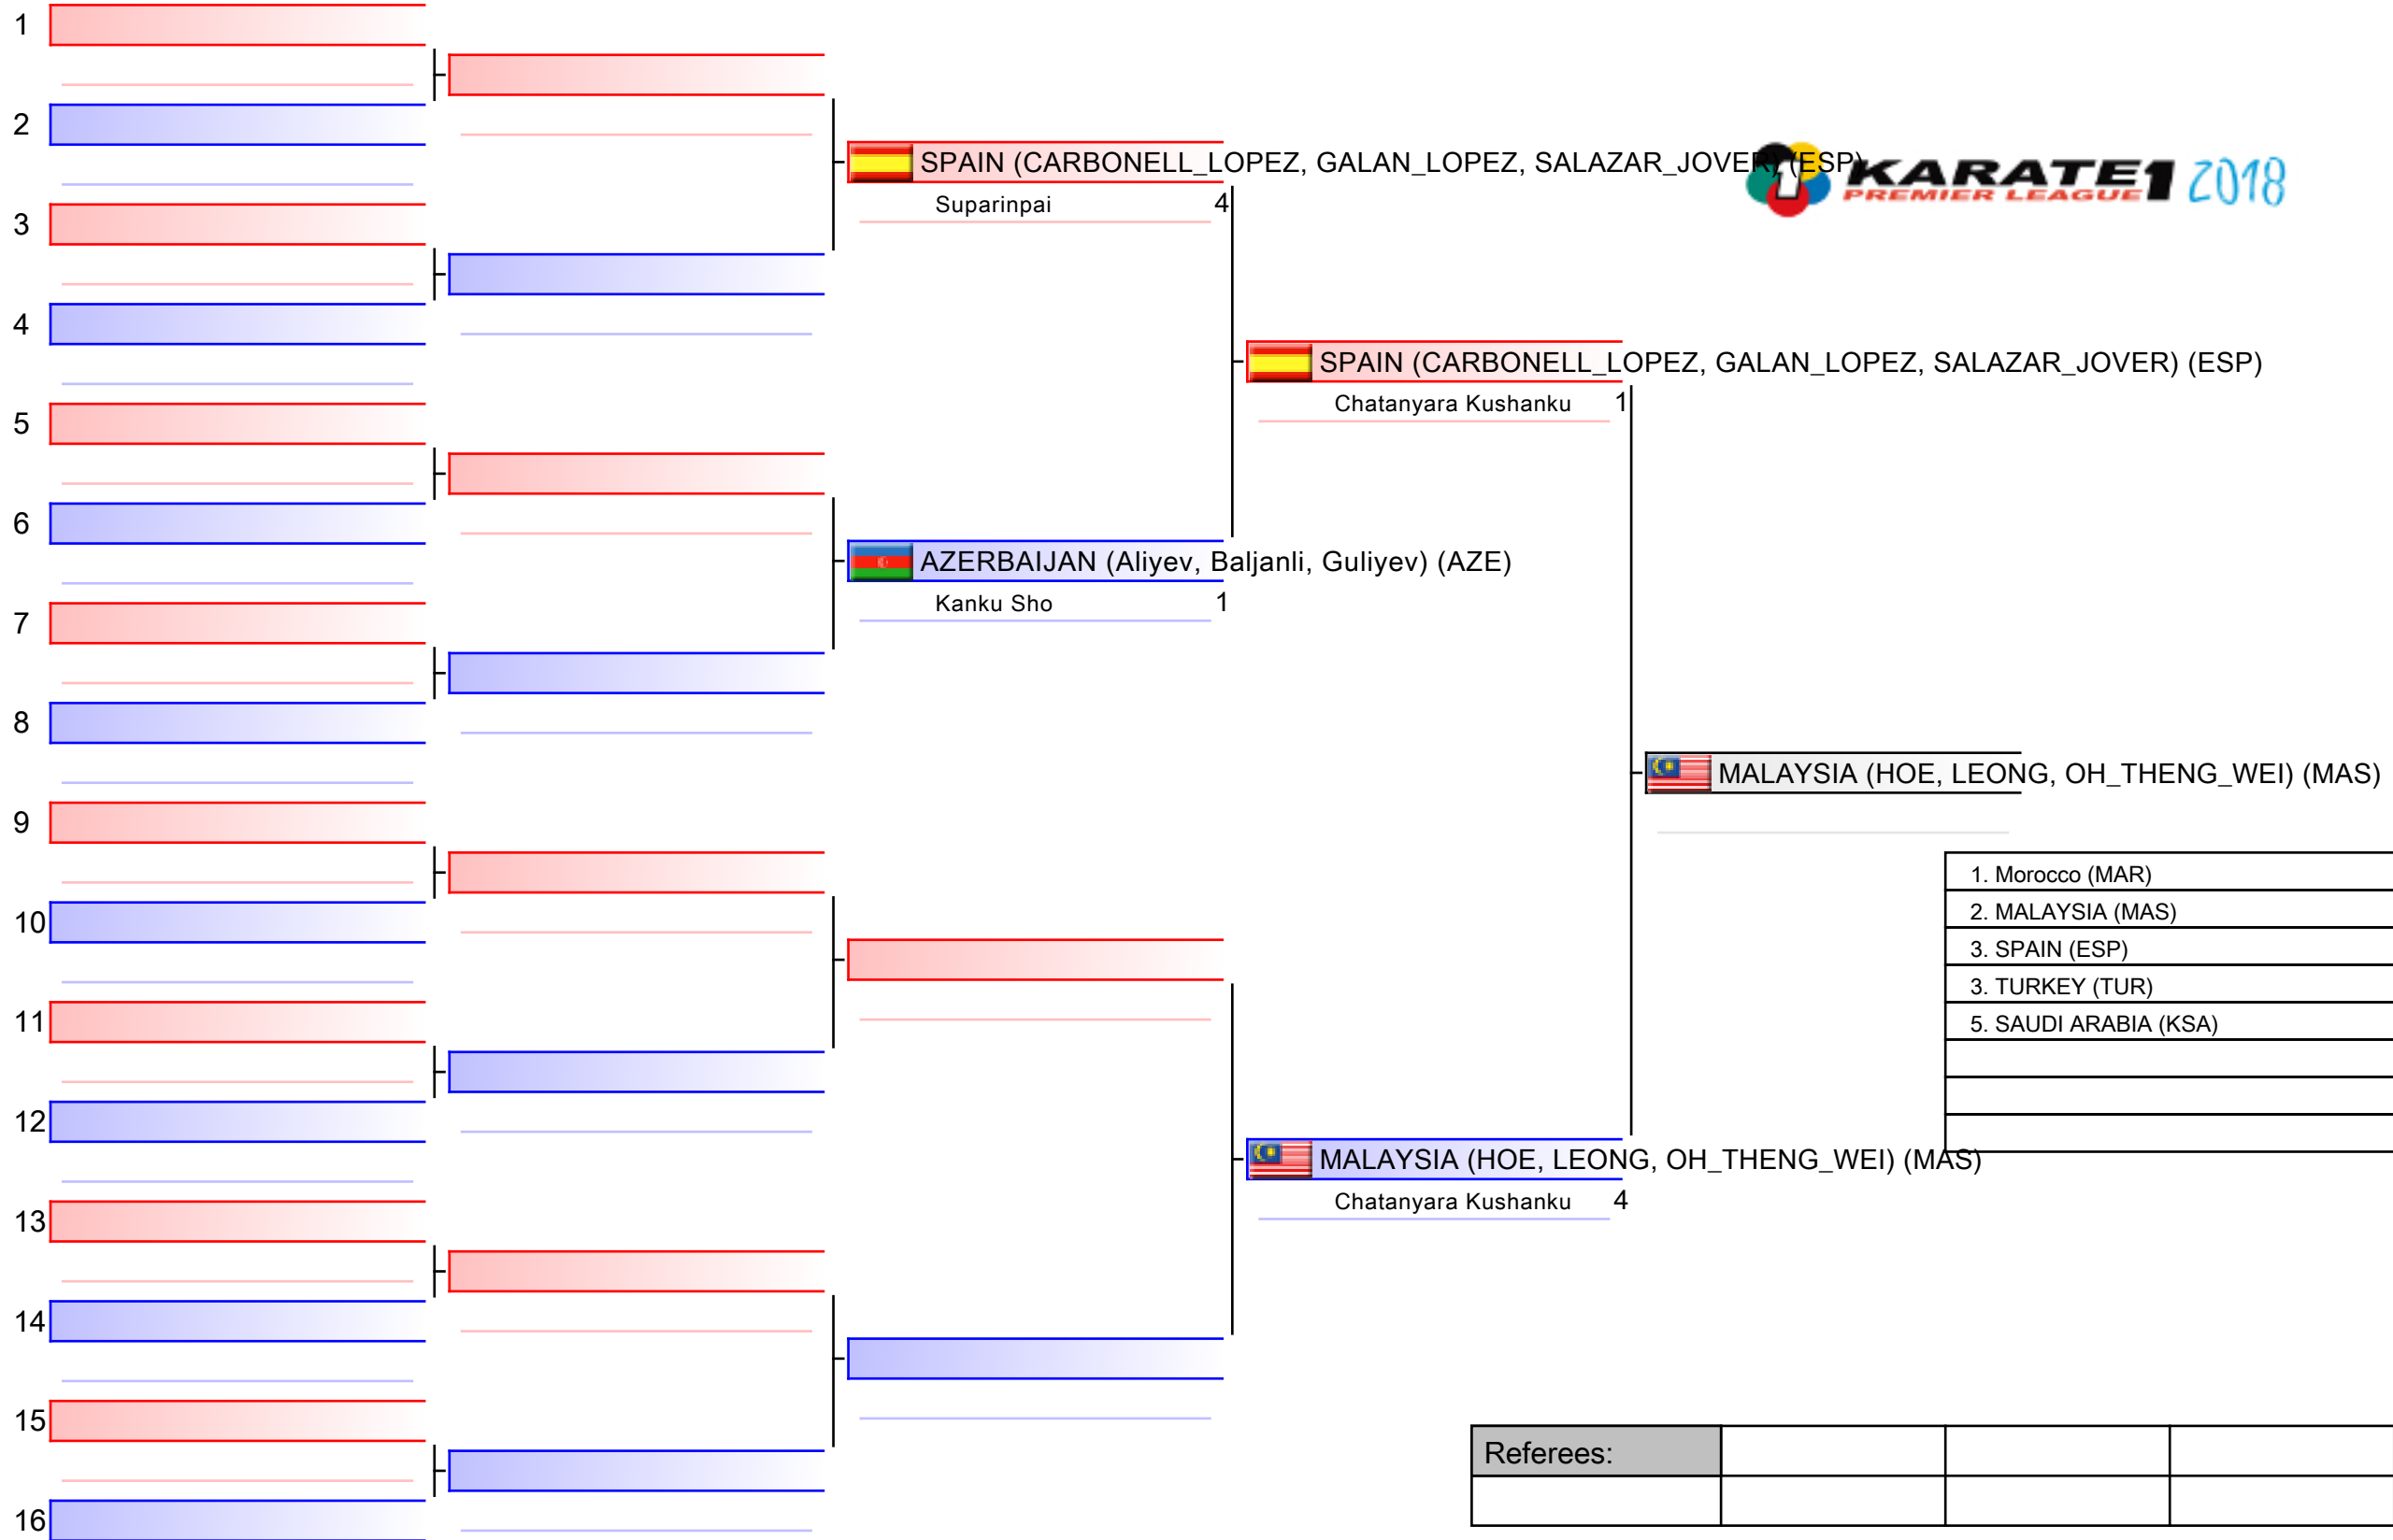 1
2
SPAIN (CARBONELL_LOPEZ, GALAN_LOPEZ, SALAZAR_JOVER) (ESP)
1 KARATE1 2018
PREMIER LEAGUE
Suparinpai 4
3
4
SPAIN (CARBONELL_LOPEZ, GALAN_LOPEZ, SALAZAR_JOVER) (ESP)
Chatanyara Kushanku 1
5
6
AZERBAIJAN (Aliyev, Baljanli, Guliyev) (AZE)
Kanku Sho 1
7
8
MALAYSIA (HOE, LEONG, OH_THENG_WEI) (MAS)
9
1. Morocco (MAR)
2. MALAYSIA (MAS)
3. SPAIN (ESP)
3. TURKEY (TUR)
5. SAUDI ARABIA (KSA)
10
11
12
MALAYSIA (HOE, LEONG, OH_THENG_WEI) (MAS)
Chatanyara Kushanku 4
13
14
15
Referees:
16